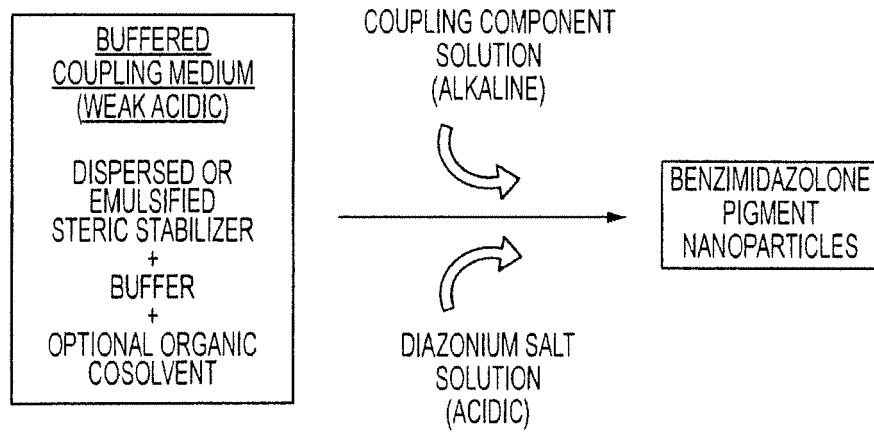 BUFFERED
COUPLING MEDIUM
(WEAK ACIDIC)
DISPERSED OR
EMULSIFIED
STERIC STABILIZER
+
BUFFER
+
OPTIONAL ORGANIC
COSOLVENT
COUPLING COMPONENT
SOLUTION
(ALKALINE)
DIAZONIUM SALT
SOLUTION
(ACIDIC)
BENZIMIDAZOLONE
PIGMENT
NANOPARTICLES